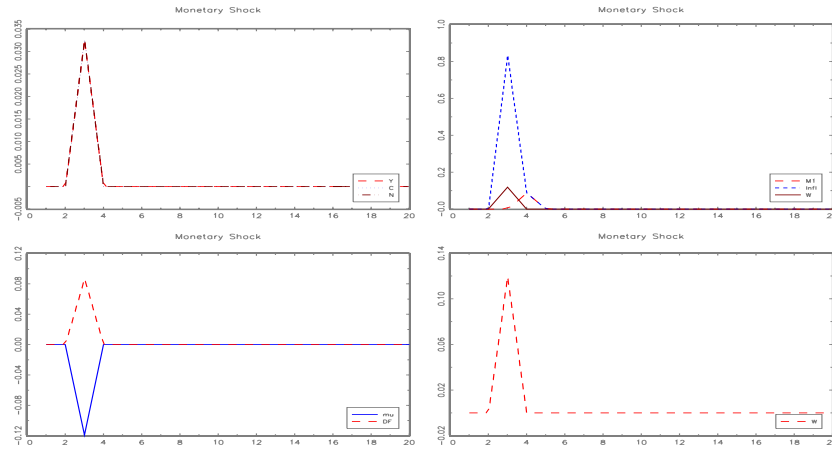 Monetary Shock
0.035
0.030
0.025
0.020
0.015
0.010
0.005
0.000
-0.005
0 2 4 6 8 10 12 14 16 18 20
Y
C
N
Monetary Shock
1.0
0.8
0.6
0.4
0.2
-0.0
0 2 4 6 8 10 12 14 16 18 20
M1
Infl
W
Monetary Shock
0.12
0.08
0.04
0.00
-0.04
-0.08
-0.12
0 2 4 6 8 10 12 14 16 18 20
mu
DF
Monetary Shock
0.14
0.10
0.06
0.02
-0.02
0 2 4 6 8 10 12 14 16 18 20
W